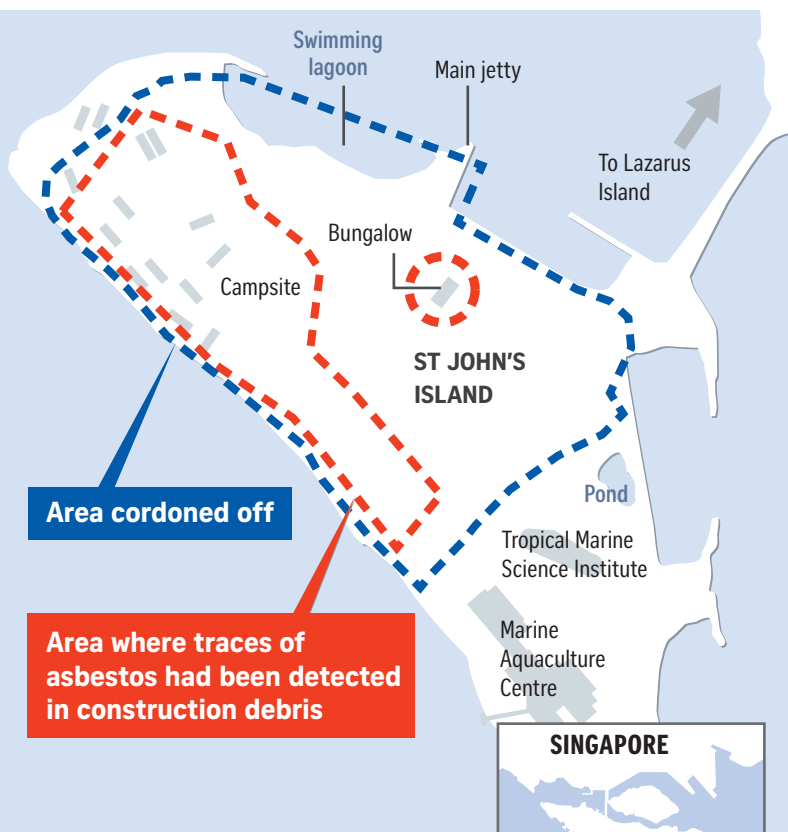 Swimming
lagoon
Main jetty
To Lazarus
Island
Bungalow
Campsite
ST JOHN'S
ISLAND
Area cordoned off
Pond
Tropical Marine
Science Institute
Area where traces of
asbestos had been detected
in construction debris
Marine
Aquaculture
Centre
SINGAPORE